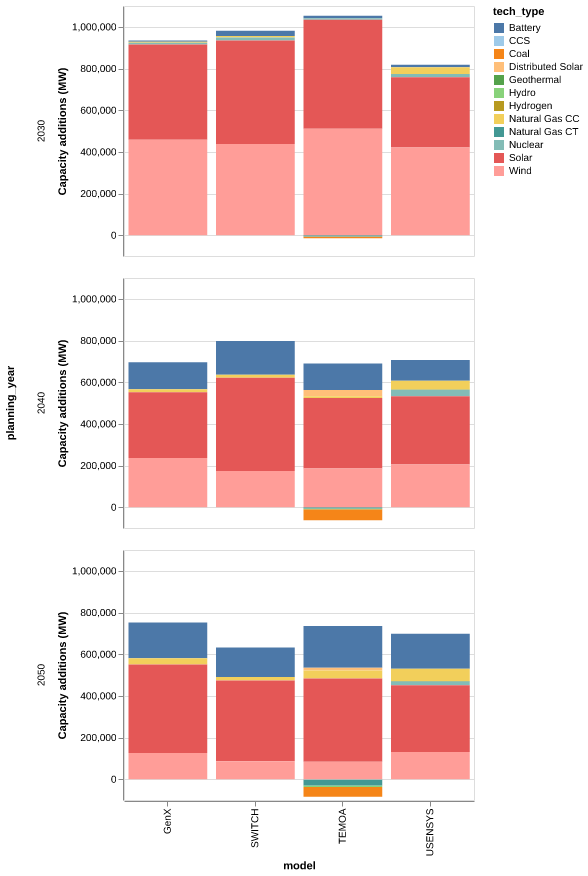 tech_type
Battery
CCS
Coal
Distributed Solar
Geothermal
Hydro
Hydrogen
Natural Gas CC
Natural Gas CT
Nuclear
Solar
Wind
planning_year
2030
Capacity additions (MW)
1,000,000
800,000
600,000
400,000
200,000
0
2040
Capacity additions (MW)
1,000,000
800,000
600,000
400,000
200,000
0
2050
Capacity additions (MW)
1,000,000
800,000
600,000
400,000
200,000
0
GenX
SWITCH
TEMOA
USENSYS
model